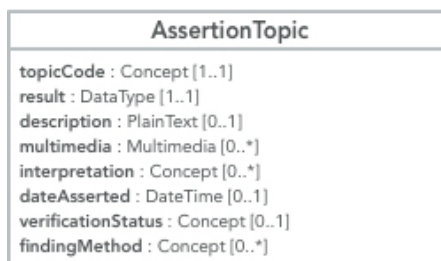 AssertionTopic
topicCode : Concept [1..1]
result : DataType [1..1]
description : PlainText [0..1]
multimedia : Multimedia [0..*]
interpretation : Concept [0..*]
dateAsserted : DateTime [0..1]
verificationStatus : Concept [0..1]
findingMethod : Concept [0..*]